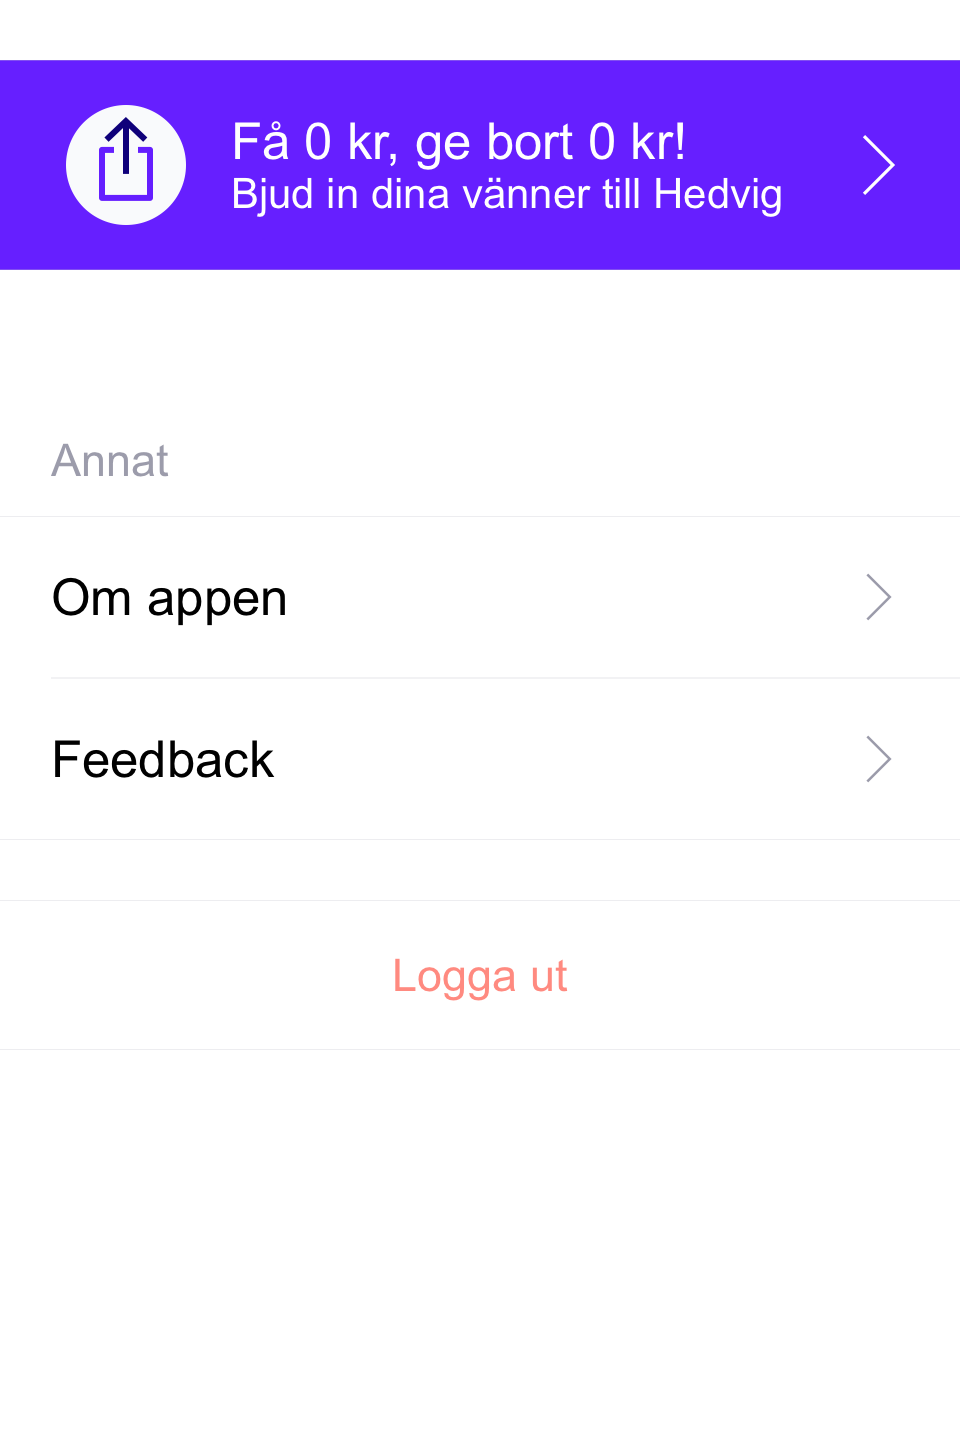 Få 0 kr, ge bort 0 kr!
Bjud in dina vänner till Hedvig
Annat
Om appen
Feedback
Logga ut